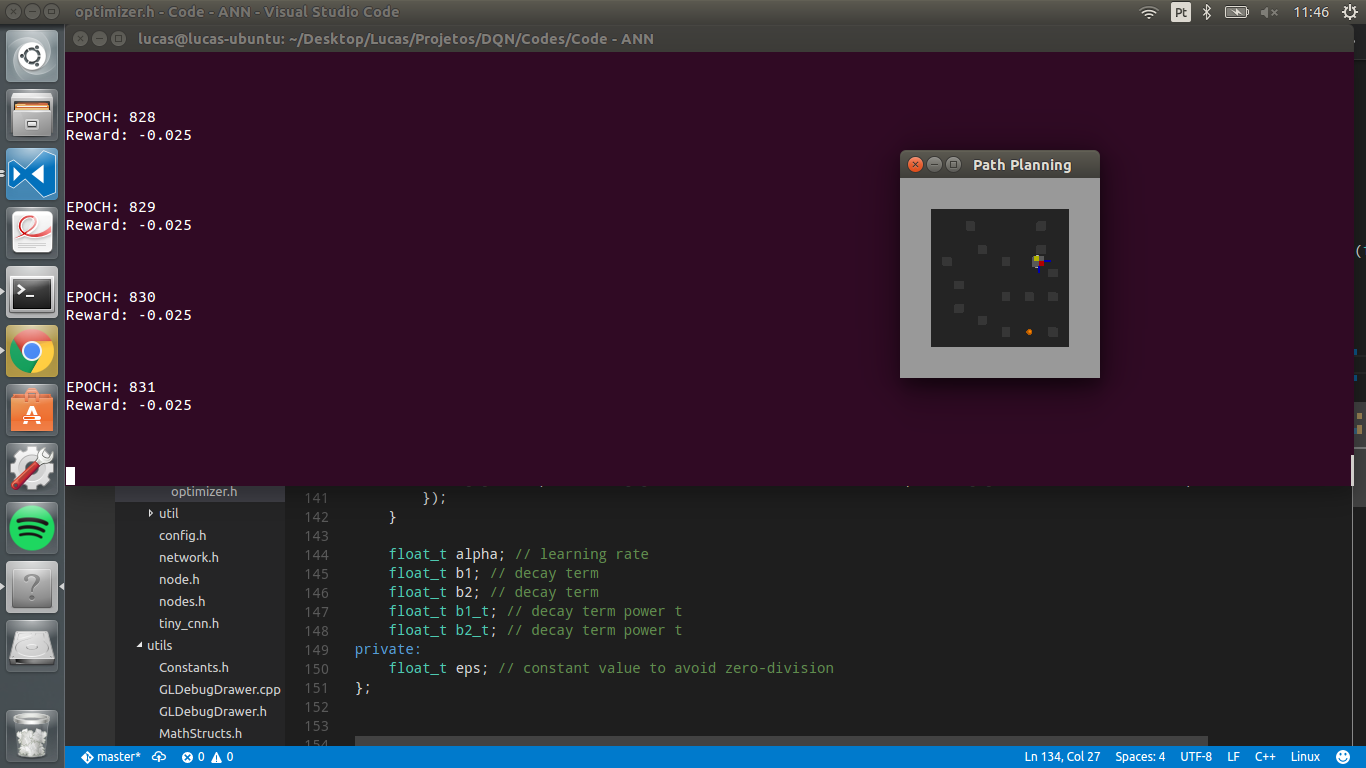 optimizer.h - Code - ANN - Visual Studio Code
Pt
11:46
lucas@lucas-ubuntu: ~/Desktop/Lucas/Projetos/DQN/Codes/Code - ANN
EPOCH: 828
Reward: -0.025
EPOCH: 829
Reward: -0.025
EPOCH: 830
Reward: -0.025
EPOCH: 831
Reward: -0.025
Path Planning
optimizer.h
util
config.h
network.h
node.h
nodes.h
tiny_cnn.h
utils
Constants.h
GLDebugDrawer.cpp
GLDebugDrawer.h
MathStructs.h
141 });
142 }
143
144 float_t alpha; // learning rate
145 float_t b1; // decay term
146 float_t b2; // decay term
147 float_t b1_t; // decay term power t
148 float_t b2_t; // decay term power t
149 private:
150 float_t eps; // constant value to avoid zero-division
151 };
152
153
154
master* 0 0 Ln 134, Col 27 Spaces: 4 UTF-8 LF C++ Linux